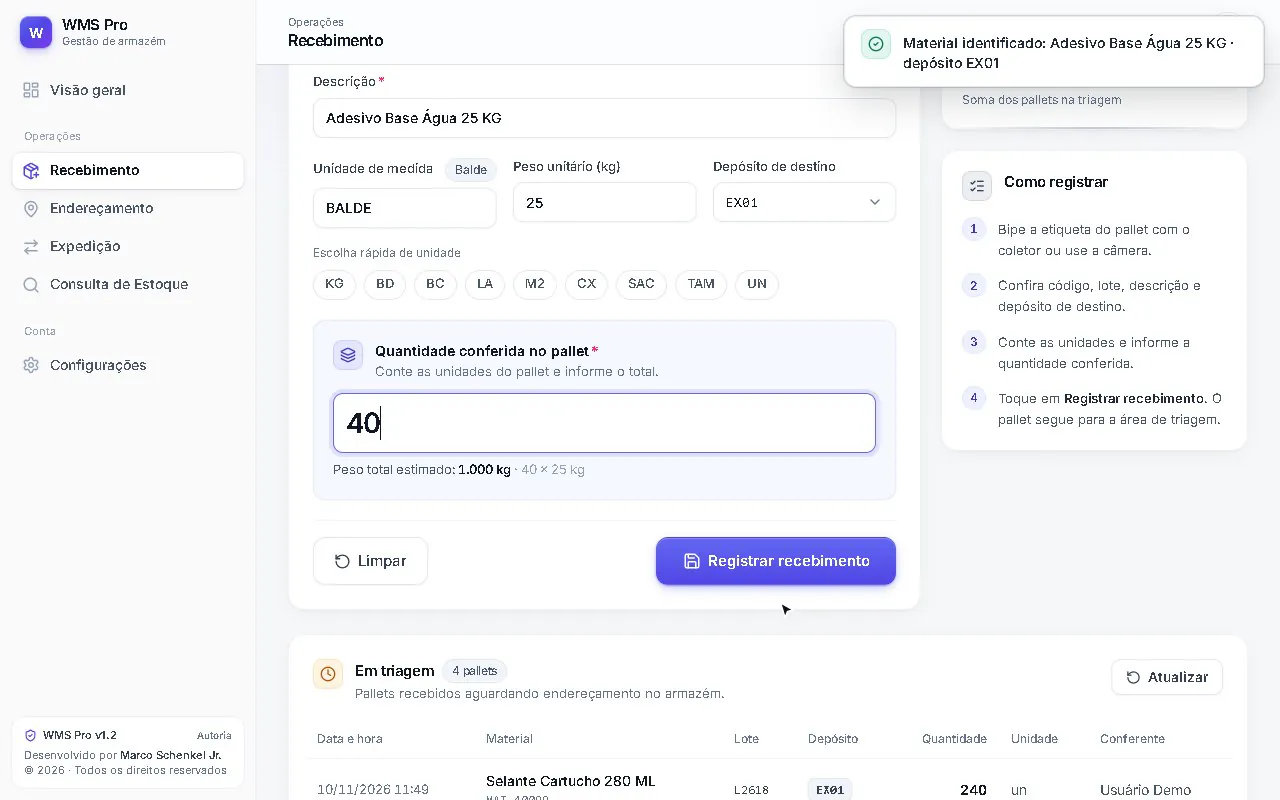 W
WMS Pro
Gestão de armazém
Visão geral
Operações
Recebimento
Endereçamento
Expedição
Consulta de Estoque
Conta
Configurações
WMS Pro v1.2
Autoria
Desenvolvido por Marco Schenkel Jr.
© 2026 · Todos os direitos reservados
Operações
Recebimento
Material identificado: Adesivo Base Água 25 KG ·
depósito EX01
Descrição *
Adesivo Base Água 25 KG
Unidade de medida
Balde
Peso unitário (kg)
Depósito de destino
BALDE
25
EX01
Escolha rápida de unidade
KG
BD
BC
LA
M2
CX
SAC
TAM
UN
Quantidade conferida no pallet *
Conte as unidades do pallet e informe o total.
40
Peso total estimado: 1.000 kg · 40 × 25 kg
Limpar
Registrar recebimento
Soma dos pallets na triagem
Como registrar
1
Bipe a etiqueta do pallet com o
coletor ou use a câmera.
2
Confira código, lote, descrição e
depósito de destino.
3
Conte as unidades e informe a
quantidade conferida.
4
Toque em Registrar recebimento. O
pallet segue para a área de triagem.
Em triagem
4 pallets
Pallets recebidos aguardando endereçamento no armazém.
Atualizar
Data e hora
Material
Lote
Depósito
Quantidade
Unidade
Conferente
10/11/2026 11:49
Selante Cartucho 280 ML
L2618
EX01
240
un
Usuário Demo